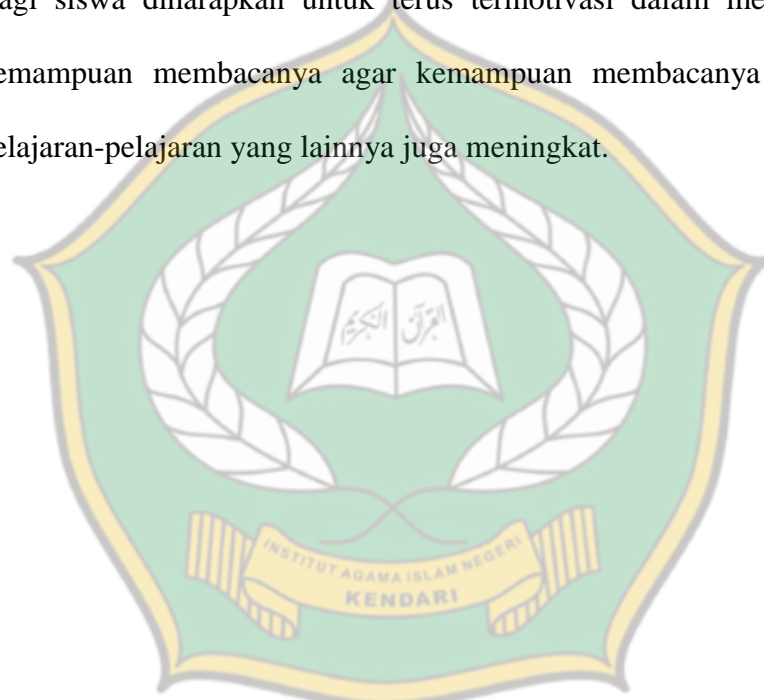 agi siswa diharapkan untuk terus termotivasi dalam me
emampuan membacanya agar kemampuan membacanya
elajaran-pelajaran yang lainnya juga meningkat.
القرآن الكريم
INSTITUT AGAMA ISLAM NEGERI
KENDARI